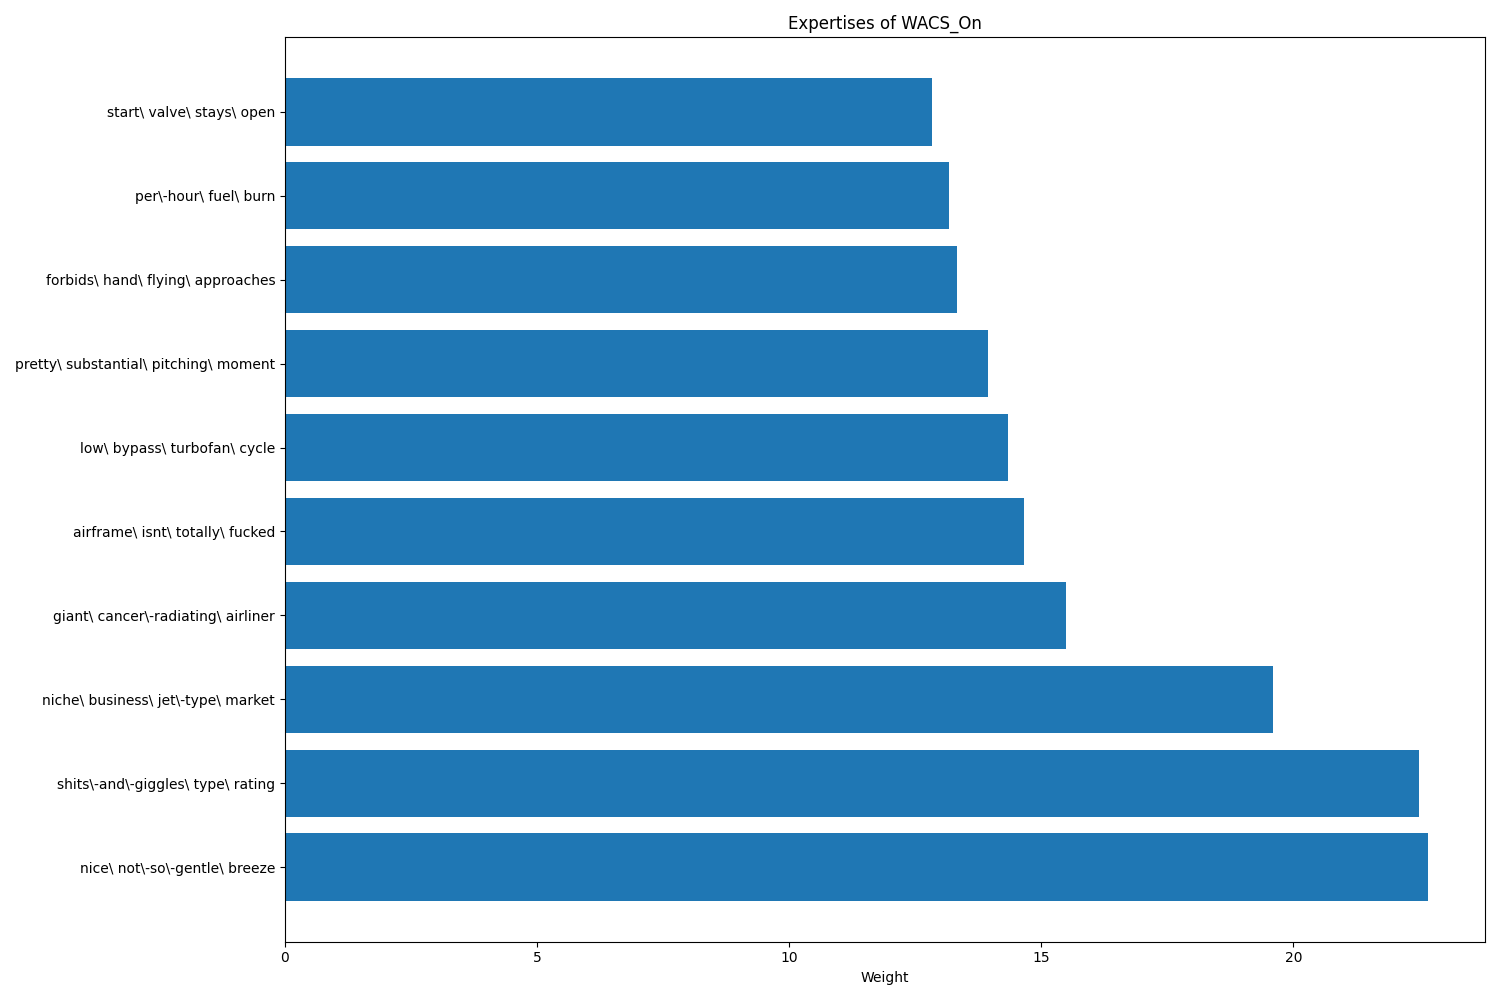 Expertises of WACS_On
start\ valve\ stays\ open
per\-hour\ fuel\ burn
forbids\ hand\ flying\ approaches
pretty\ substantial\ pitching\ moment
low\ bypass\ turbofan\ cycle
airframe\ isnt\ totally\ fucked
giant\ cancer\-radiating\ airliner
niche\ business\ jet\-type\ market
shits\-and\-giggles\ type\ rating
nice\ not\-so\-gentle\ breeze
0 5 10 15 20
Weight